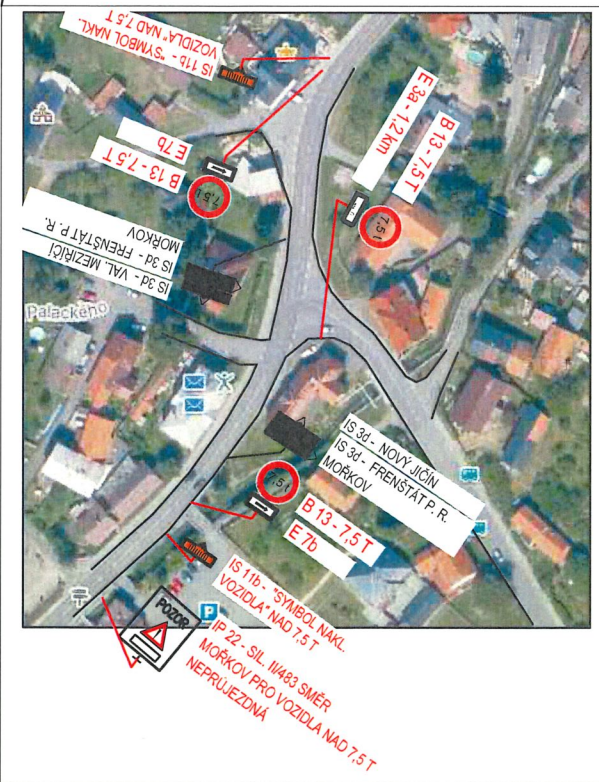 IS 11b - "SYMBOL NAKL.
VOZIDLA" NAD 7,5 T
E 7b
B 13 - 7,5 T
7,5 t
E 3a - 1,2 km
B 13 - 7,5 T
7,5 t
IS 3d - VAL. MEZIŘÍČÍ
IS 3d - FRENŠTÁT P. R.
MOŘKOV
Palackého
IS 3d - NOVÝ JIČÍN
IS 3d - FRENŠTÁT P. R.
MOŘKOV
7,5 t
B 13 - 7,5 T
E 7b
IS 11b - "SYMBOL NAKL.
VOZIDLA" NAD 7,5 T
P
POZOR
IP 22 - SIL. II/483 SMĚR
MOŘKOV PRO VOZIDLA NAD 7,5 T
NEPRŮJEZDNÁ